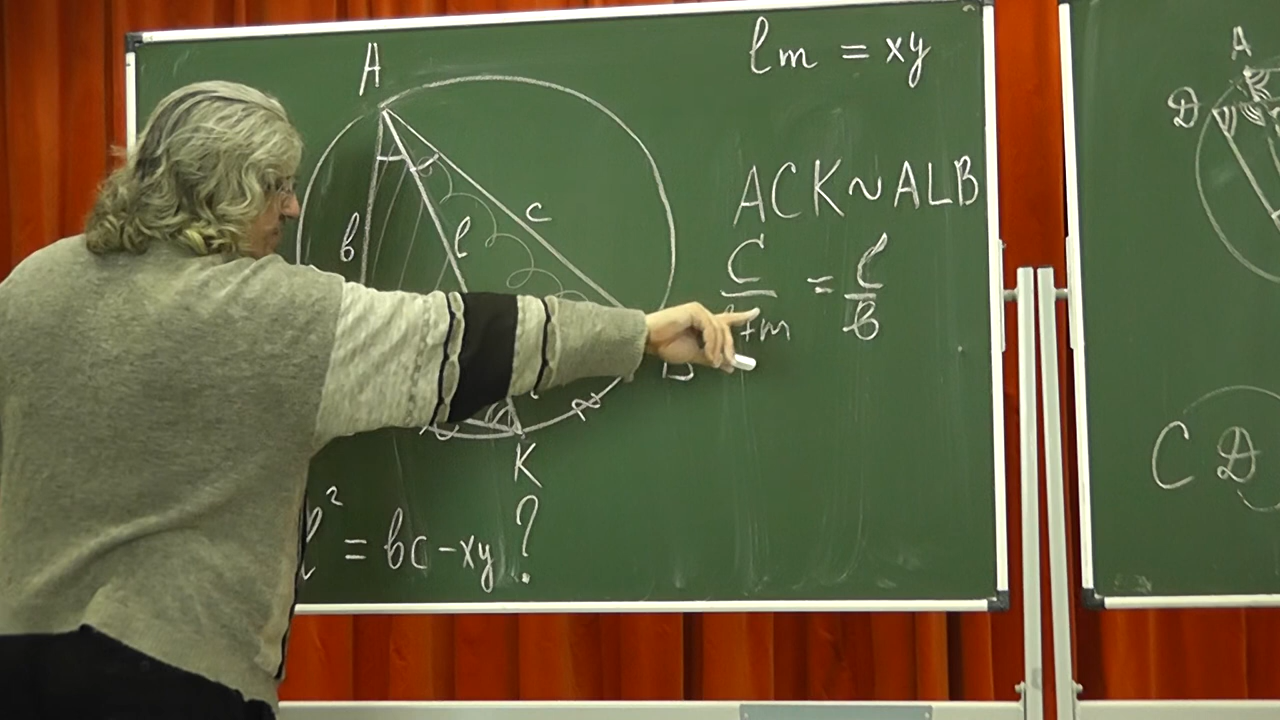 A
lm = xy
ACK ~ ALB
b
l
c
C = l
l+m b
K
l² = bc - xy ?
A
D
C D